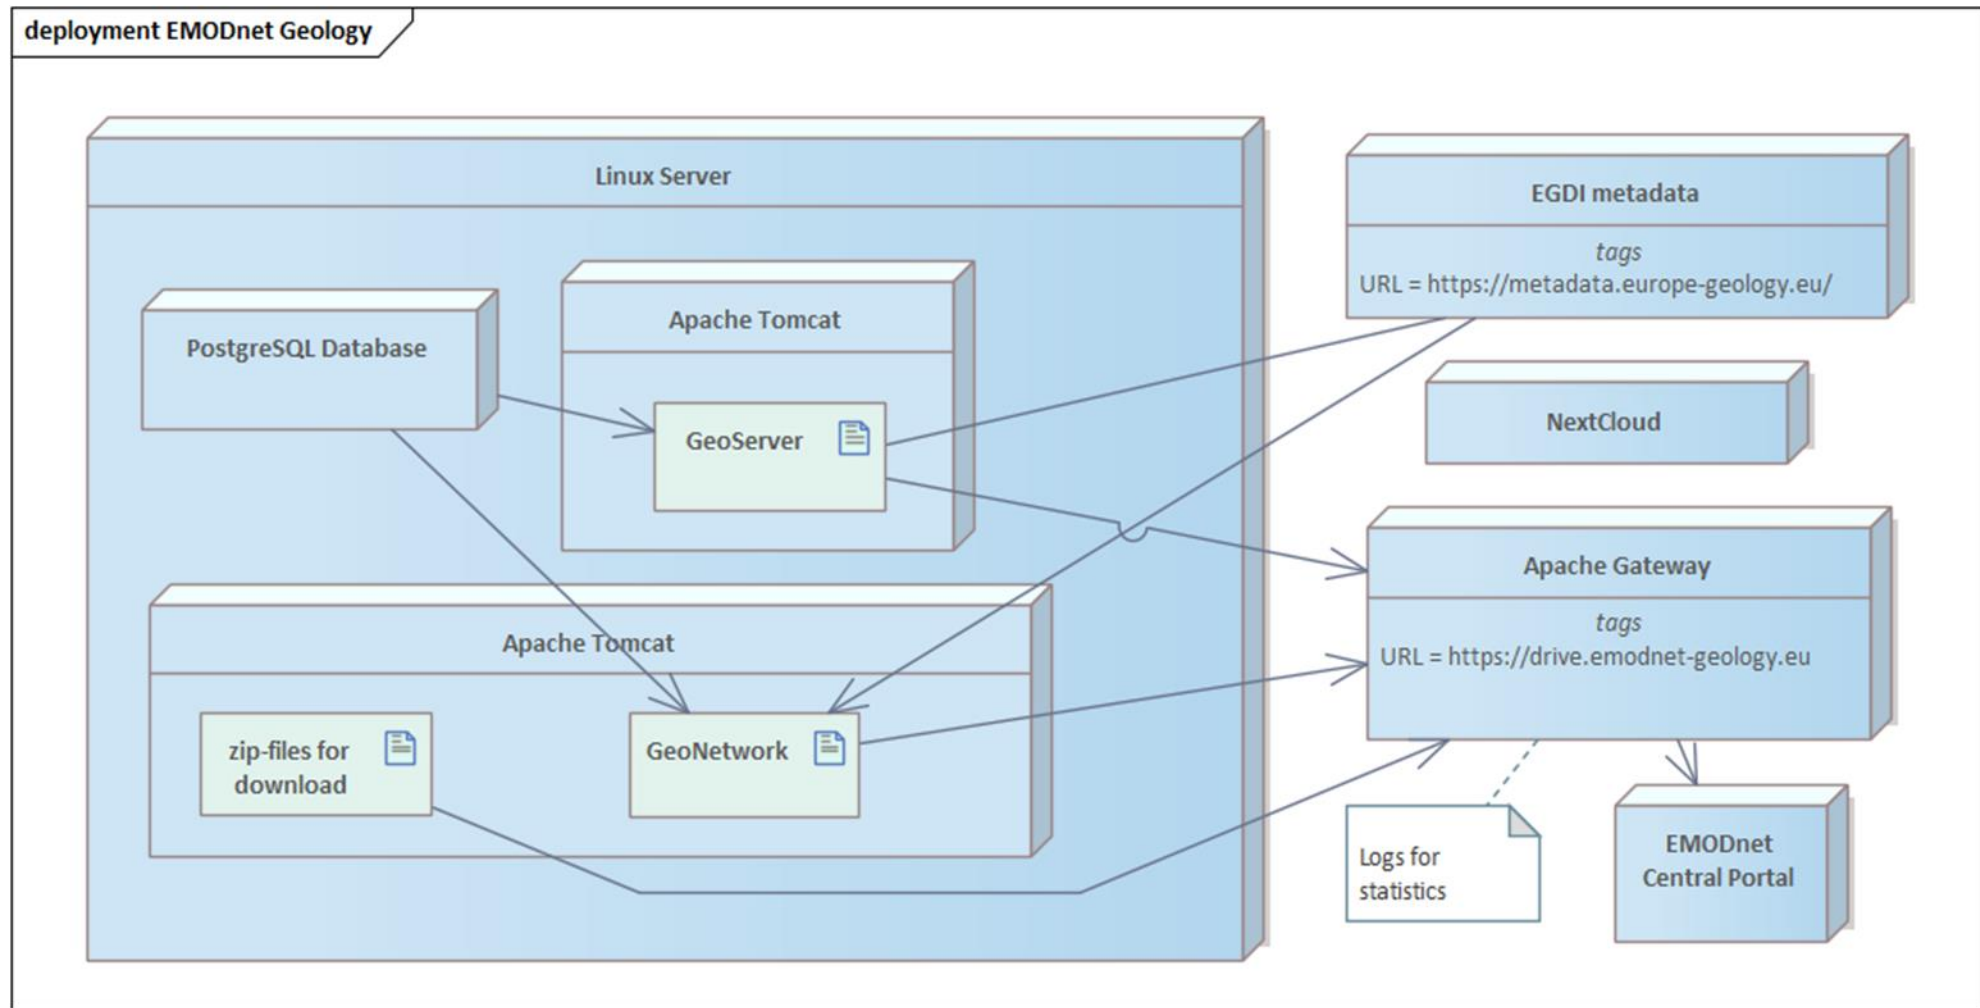 deployment EMODnet Geology
Linux Server
PostgreSQL Database
Apache Tomcat
GeoServer
Apache Tomcat
zip-files for
download
GeoNetwork
EGDI metadata
tags
URL = https://metadata.europe-geology.eu/
NextCloud
Apache Gateway
tags
URL = https://drive.emodnet-geology.eu
Logs for
statistics
EMODnet
Central Portal